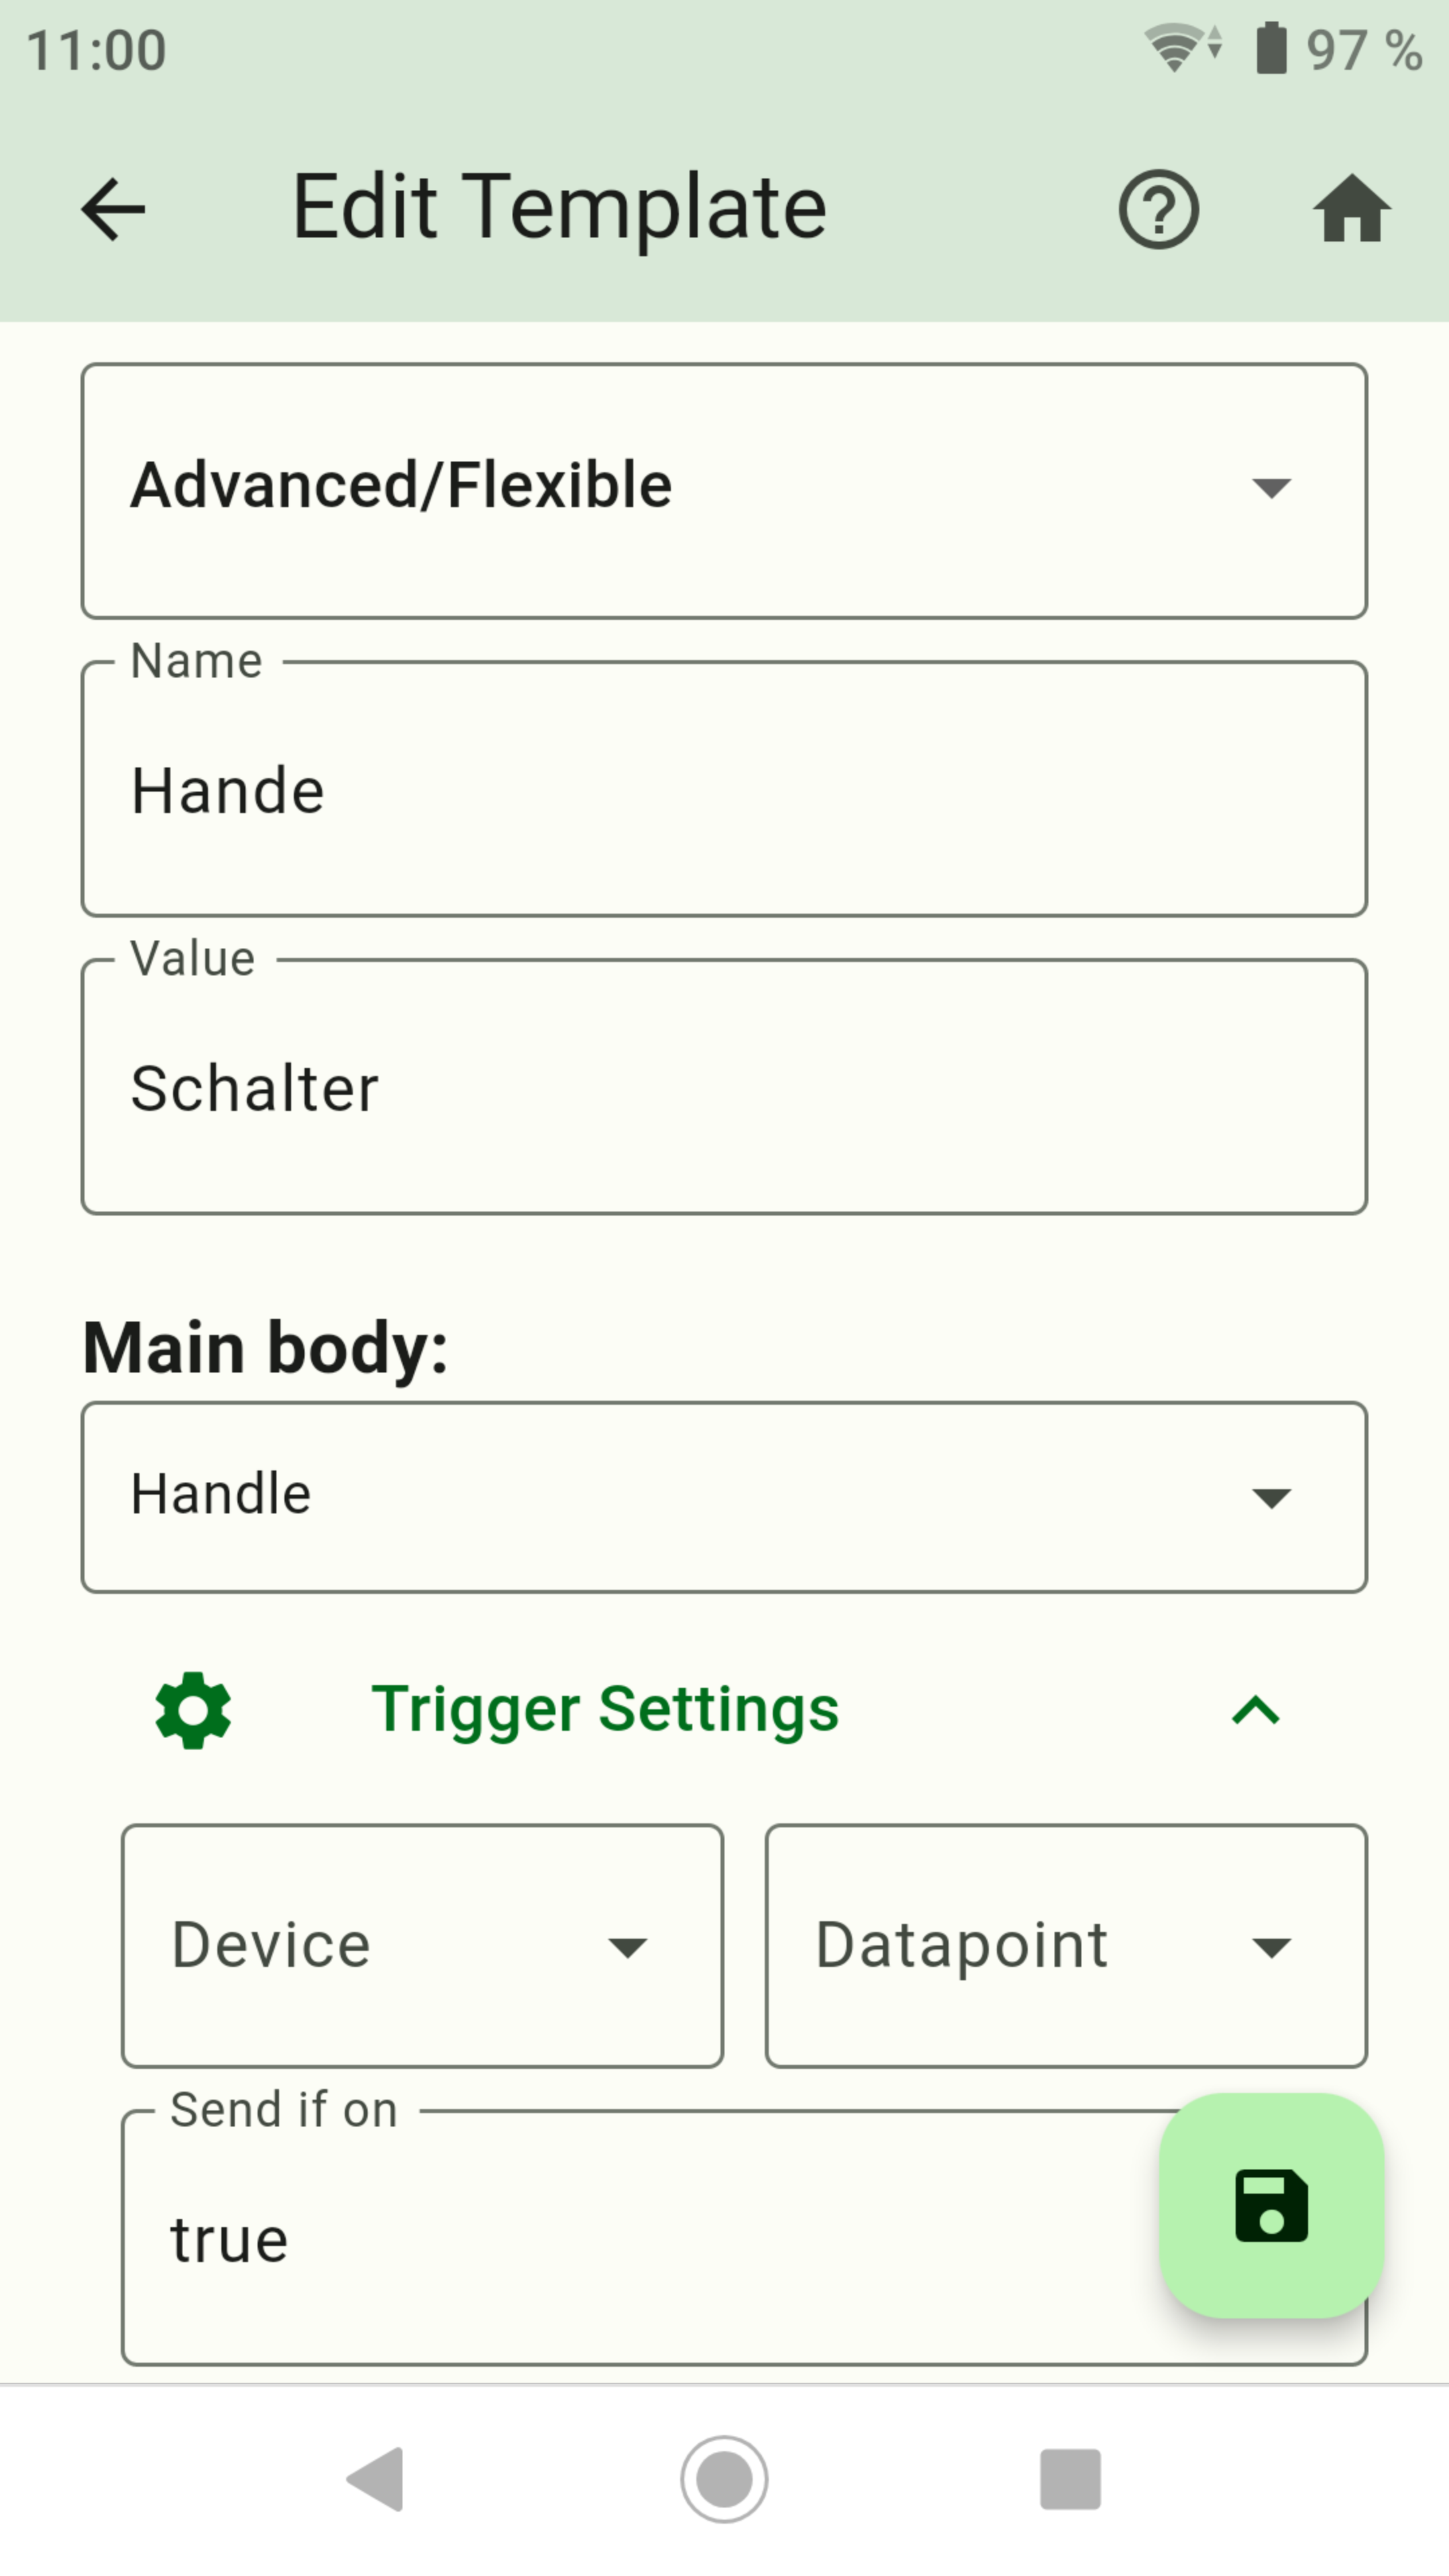 11:00 97 %
Edit Template
Advanced/Flexible
Name
Hande
Value
Schalter
Main body:
Handle
Trigger Settings
Device Datapoint
Send if on
true